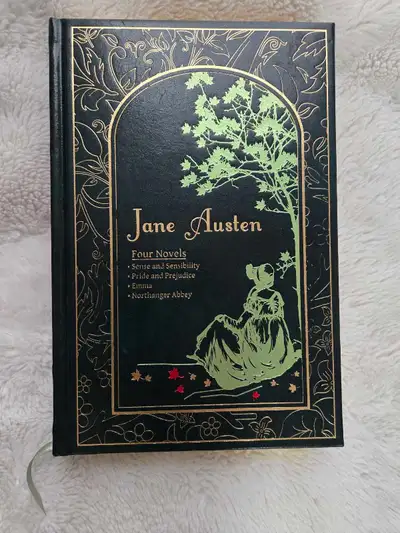 Jane Austen
Four Novels
• Sense and Sensibility
• Pride and Prejudice
• Emma
• Northanger Abbey